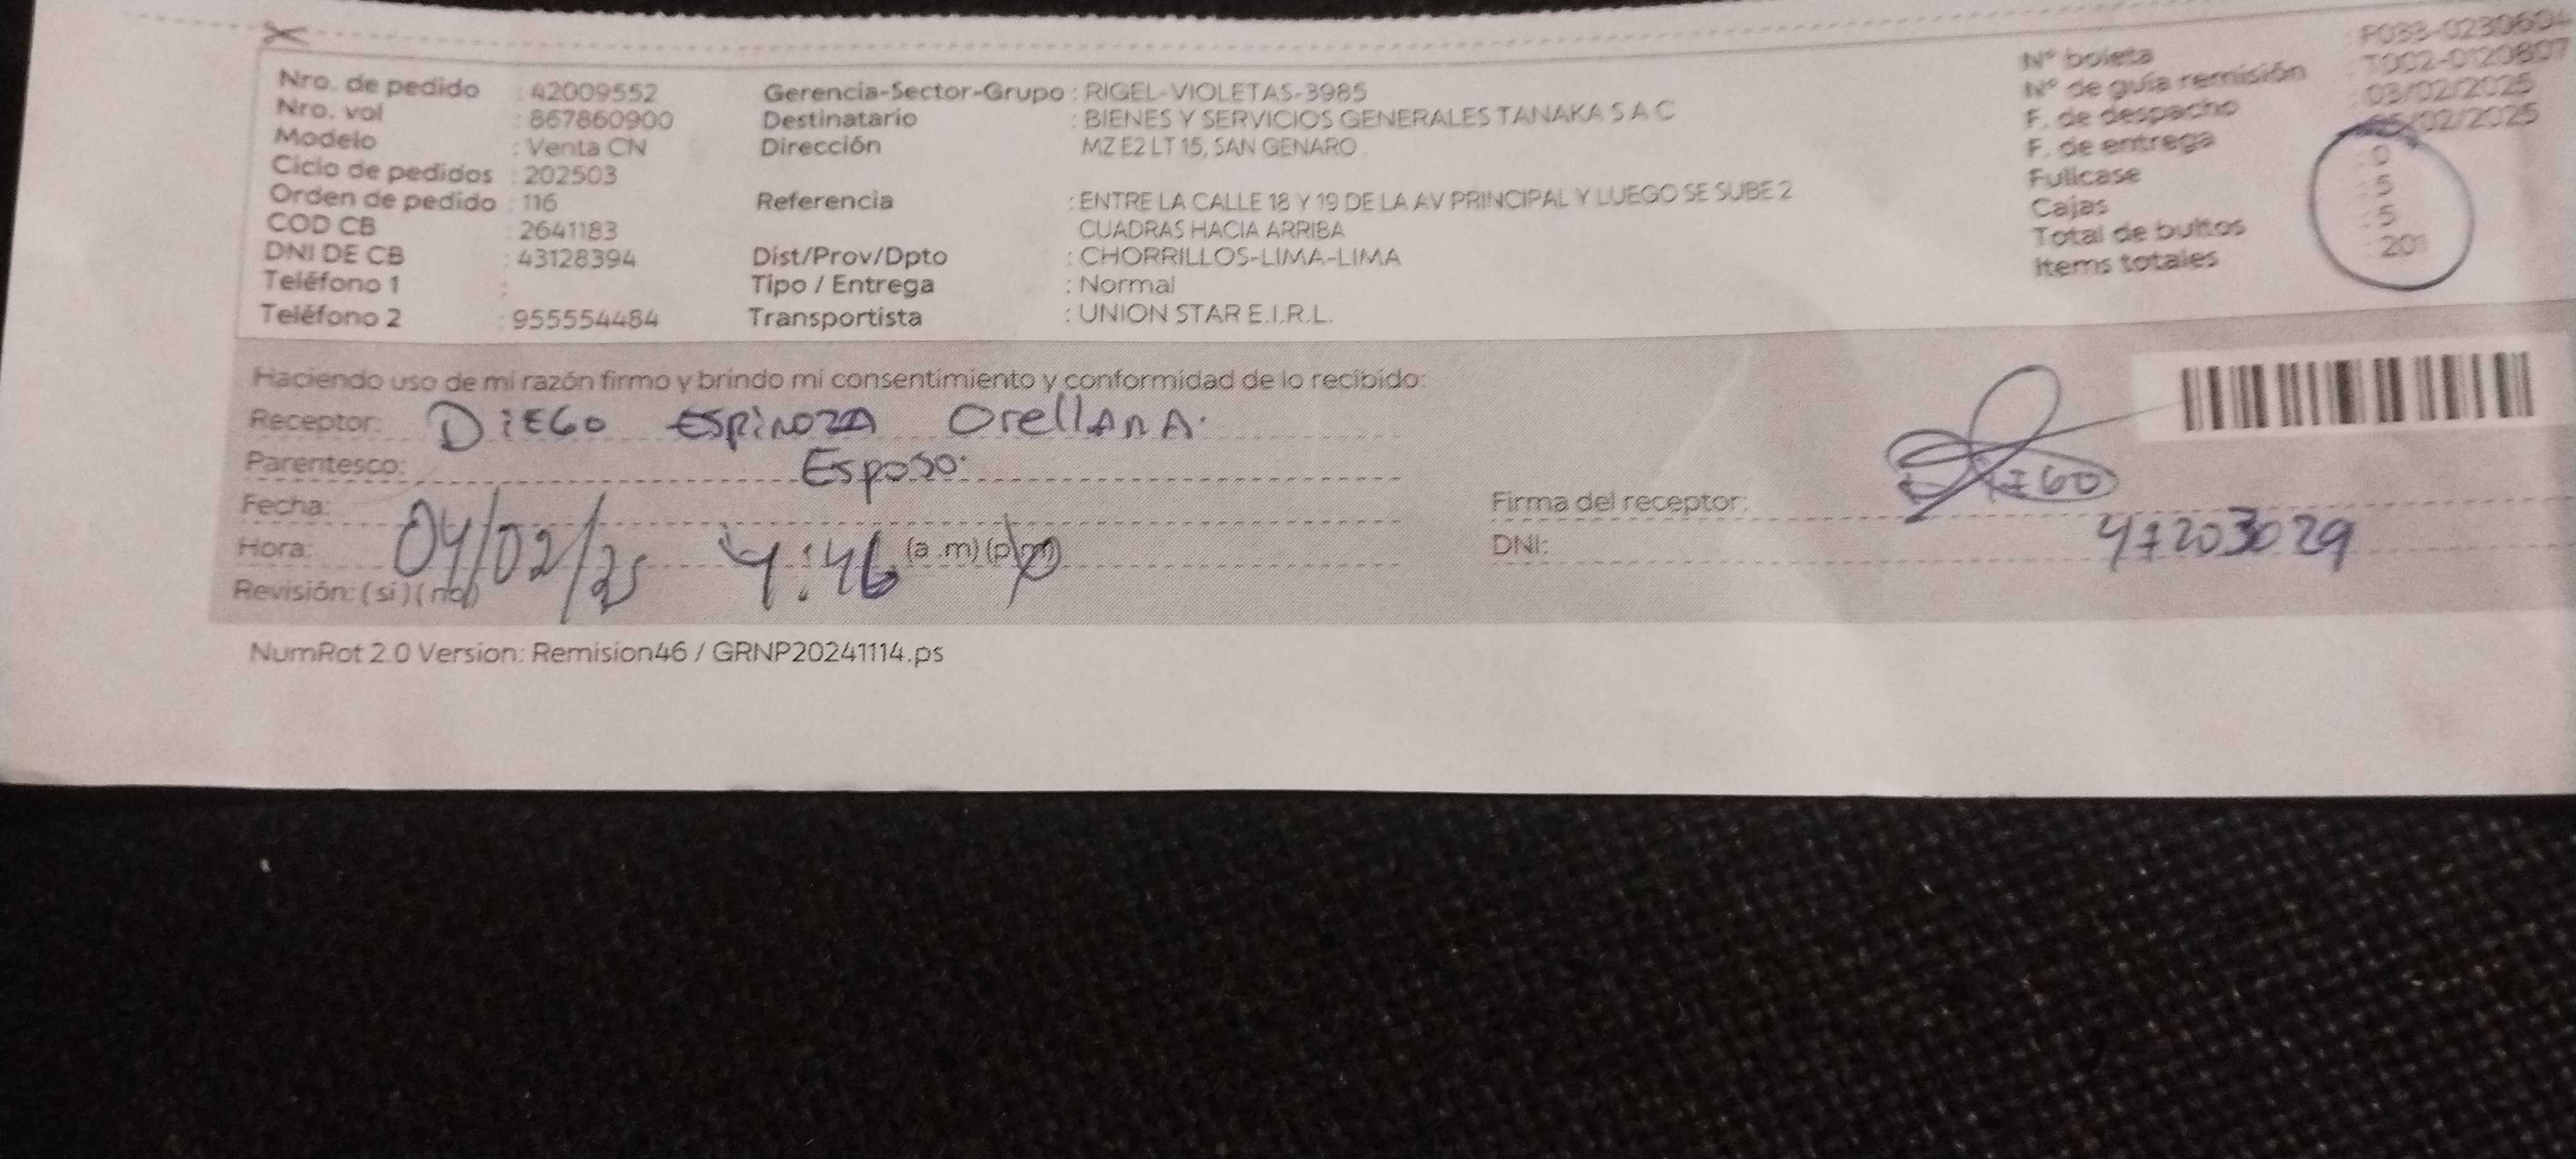 Nro. de pedido : 42009552 Gerencia-Sector-Grupo : RIGEL-VIOLETAS-3985 Nº boleta
Nro. vol : 867860900 Destinatario : BIENES Y SERVICIOS GENERALES TANAKA S A C Nº de guía remisión : T002-0120807
Modelo : Venta CN Dirección : MZ E2 LT 15, SAN GENARO F. de despacho : 03/02/2025
Ciclo de pedidos : 202503 F. de entrega /02/2025
Orden de pedido : 116 Referencia : ENTRE LA CALLE 18 Y 19 DE LA AV PRINCIPAL Y LUEGO SE SUBE 2 Fullcase : 0
COD CB : 2641183 CUADRAS HACIA ARRIBA Cajas : 5
DNI DE CB : 43128394 Dist/Prov/Dpto : CHORRILLOS-LIMA-LIMA Total de bultos : 5
Teléfono 1 : Tipo / Entrega : Normal Items totales : 201
Teléfono 2 : 955554484 Transportista : UNION STAR E.I.R.L.
Haciendo uso de mi razón firmo y brindo mi consentimiento y conformidad de lo recibido:
Receptor: DiEGO ESPiNOZA OrellAnA.
Parentesco: Esposo.
Fecha: 04/02/25
Firma del receptor: DIEGO
Hora: 4:46 (a .m) (p.m)
DNI: 47203029
Revisión: ( si ) ( no )
NumRot 2.0 Version: Remision46 / GRNP20241114.ps